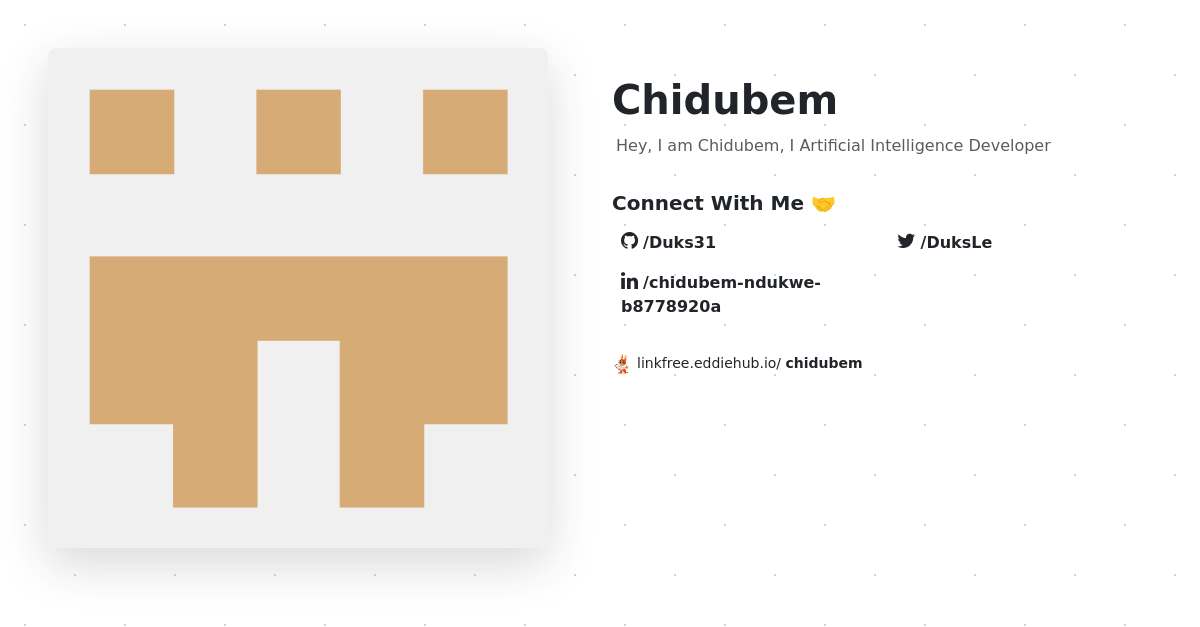 Chidubem
Hey, I am Chidubem, I Artificial Intelligence Developer
Connect With Me 🤝
/Duks31
/DuksLe
/chidubem-ndukwe-
b8778920a
linkfree.eddiehub.io/ chidubem